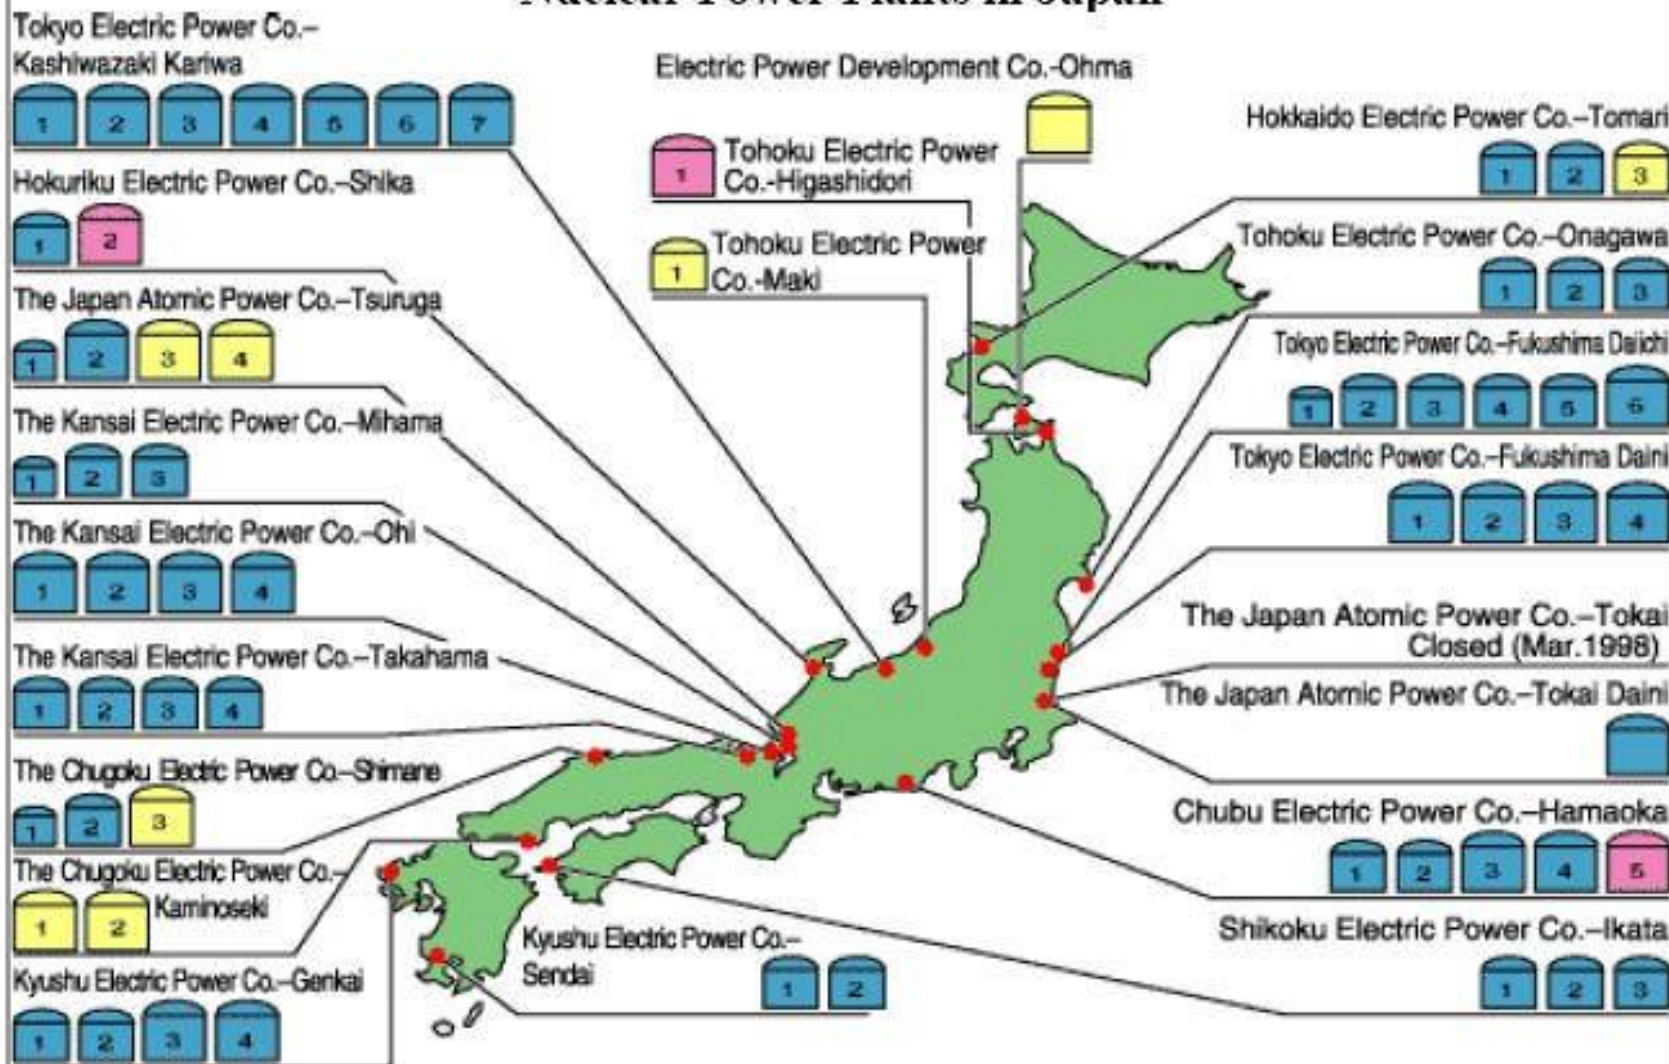 Nuclear Power Plants in Japan
Tokyo Electric Power Co.–
Kashiwazaki Kariwa
1 2 3 4 5 6 7
Hokuriku Electric Power Co.–Shika
1 2
The Japan Atomic Power Co.–Tsuruga
1 2 3 4
The Kansai Electric Power Co.–Mihama
1 2 3
The Kansai Electric Power Co.–Ohi
1 2 3 4
The Kansai Electric Power Co.–Takahama
1 2 3 4
The Chugoku Electric Power Co.–Shimane
1 2 3
The Chugoku Electric Power Co.–
Kaminoseki
1 2
Kyushu Electric Power Co.–Genkai
1 2 3 4
Electric Power Development Co.-Ohma
Tohoku Electric Power
Co.-Higashidori
1
Tohoku Electric Power
Co.-Maki
1
Kyushu Electric Power Co.–
Sendai
1 2
Hokkaido Electric Power Co.–Tomari
1 2 3
Tohoku Electric Power Co.–Onagawa
1 2 3
Tokyo Electric Power Co.–Fukushima Daiichi
1 2 3 4 5 6
Tokyo Electric Power Co.–Fukushima Daini
1 2 3 4
The Japan Atomic Power Co.–Tokai
Closed (Mar.1998)
The Japan Atomic Power Co.–Tokai Daini
Chubu Electric Power Co.–Hamaoka
1 2 3 4 5
Shikoku Electric Power Co.–Ikata
1 2 3